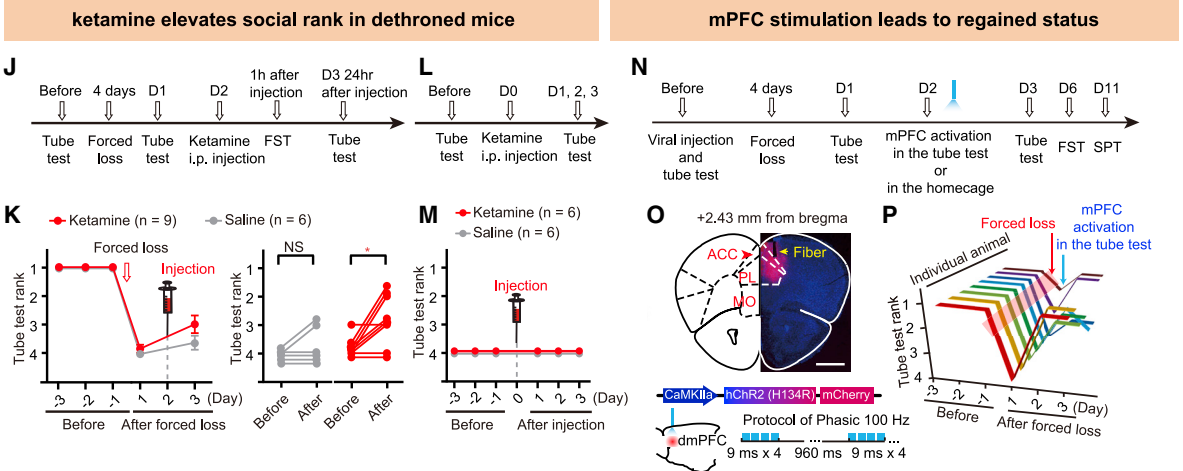 ketamine elevates social rank in dethroned mice
mPFC stimulation leads to regained status
J
Before
4 days
D1
D2
1h after
injection
D3 24hr
after injection
Tube
test
Forced
loss
Tube
test
Ketamine
i.p. injection
FST
Tube
test
L
Before
D0
D1, 2, 3
Tube
test
Ketamine
i.p. injection
Tube
test
N
Before
4 days
D1
D2
D3
D6
D11
Viral injection
and
tube test
Forced
loss
Tube
test
mPFC activation
in the tube test
or
in the homecage
Tube
test
FST
SPT
K
Ketamine (n = 9)
Saline (n = 6)
Forced loss
Injection
Tube test rank
1
2
3
4
-3
-2
-1
1
2
3
(Day)
Before
After forced loss
NS
*
Tube test rank
1
2
3
4
Before
After
Before
After
M
Ketamine (n = 6)
Saline (n = 6)
Injection
Tube test rank
1
2
3
4
-3
-2
-1
0
1
2
3
(Day)
Before
After injection
O
+2.43 mm from bregma
ACC
Fiber
PL
MO
CaMKIIa
hChR2 (H134R)
mCherry
dmPFC
Protocol of Phasic 100 Hz
...
...
9 ms x 4
960 ms
9 ms x 4
P
mPFC
activation
in the tube test
Forced loss
Individual animal
Tube test rank
1
2
3
4
-3
-2
-1
1
2
3
(Day)
Before
After forced loss